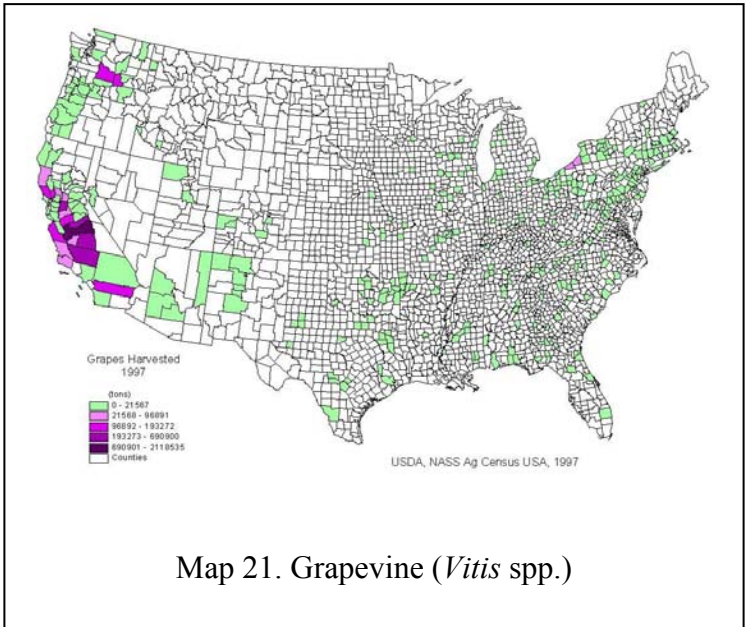 Grapes Harvested
1997
(tons)
0 - 21567
21568 - 96891
96892 - 193272
193273 - 690900
690901 - 2118535
Counties
USDA, NASS Ag Census USA, 1997
Map 21. Grapevine (Vitis spp.)